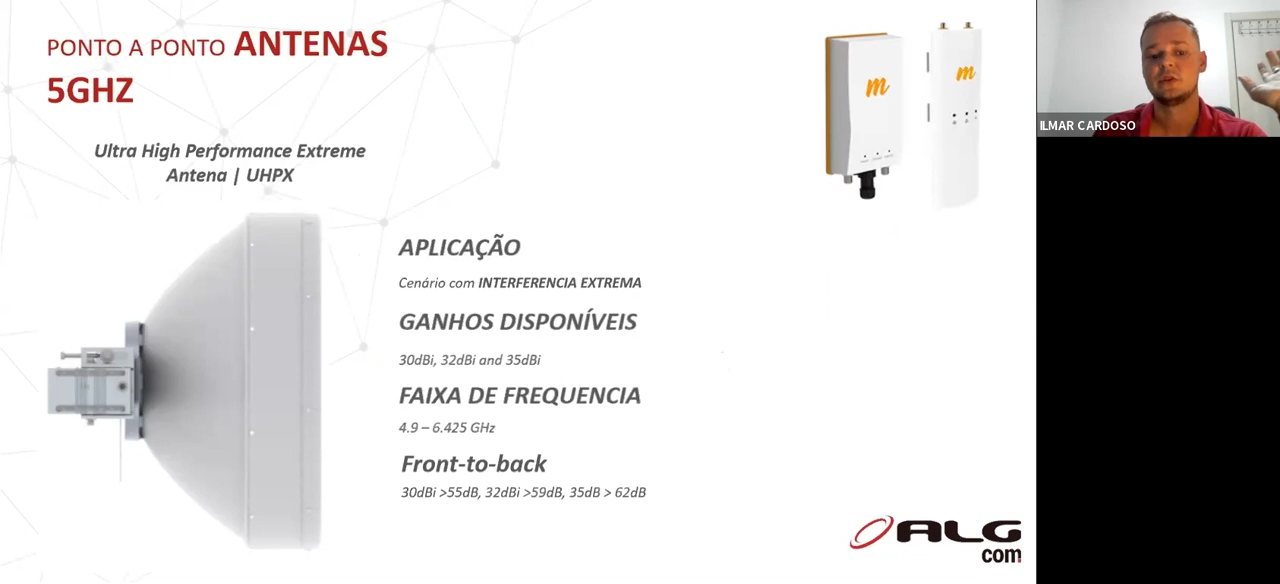 PONTO A PONTO ANTENAS
5GHZ
Ultra High Performance Extreme
Antena | UHPX
APLICAÇÃO
Cenário com INTERFERENCIA EXTREMA
GANHOS DISPONÍVEIS
30dBi, 32dBi and 35dBi
FAIXA DE FREQUENCIA
4.9 – 6.425 GHz
Front-to-back
30dBi >55dB, 32dBi >59dB, 35dB > 62dB
m
m
ILMAR CARDOSO
ALG
com